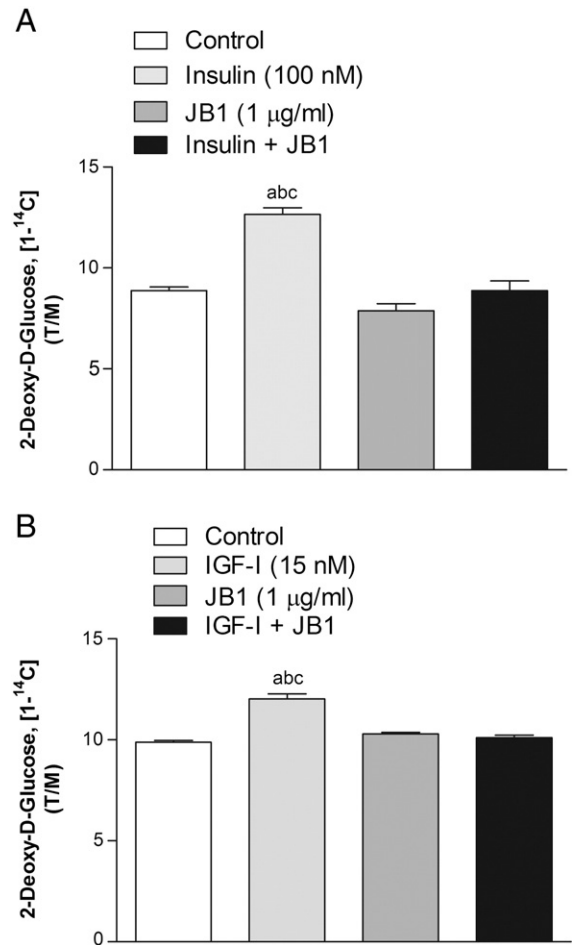 A
Control
Insulin (100 nM)
JB1 (1 μg/ml)
Insulin + JB1
2-Deoxy-D-Glucose, [1-¹⁴C]
(T/M)
15
10
5
0
abc
B
Control
IGF-I (15 nM)
JB1 (1 μg/ml)
IGF-I + JB1
2-Deoxy-D-Glucose, [1-¹⁴C]
(T/M)
15
10
5
0
abc